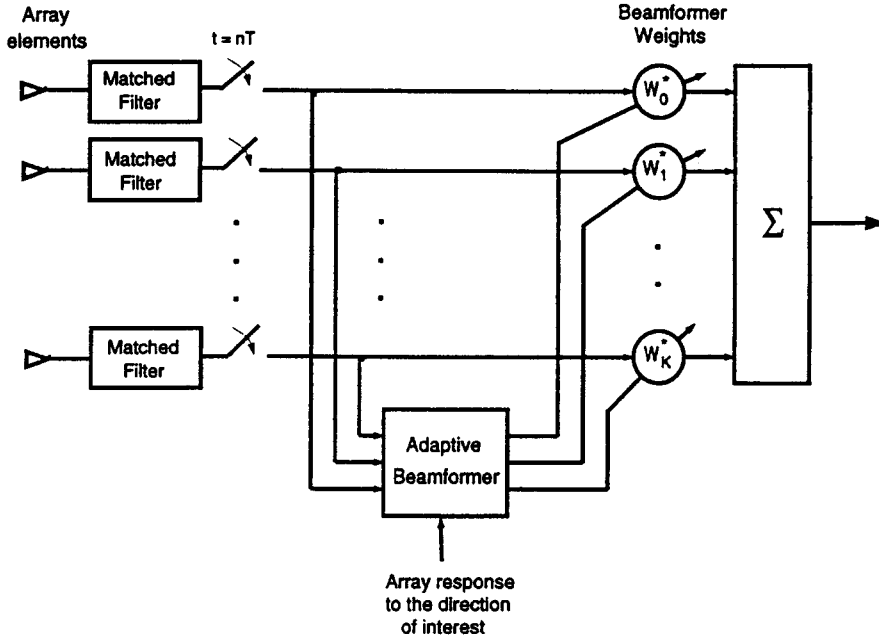 Array
elements
t = nT
Beamformer
Weights
Matched
Filter
W₀*
Matched
Filter
W₁*
Σ
Matched
Filter
W_K*
Adaptive
Beamformer
Array response
to the direction
of interest